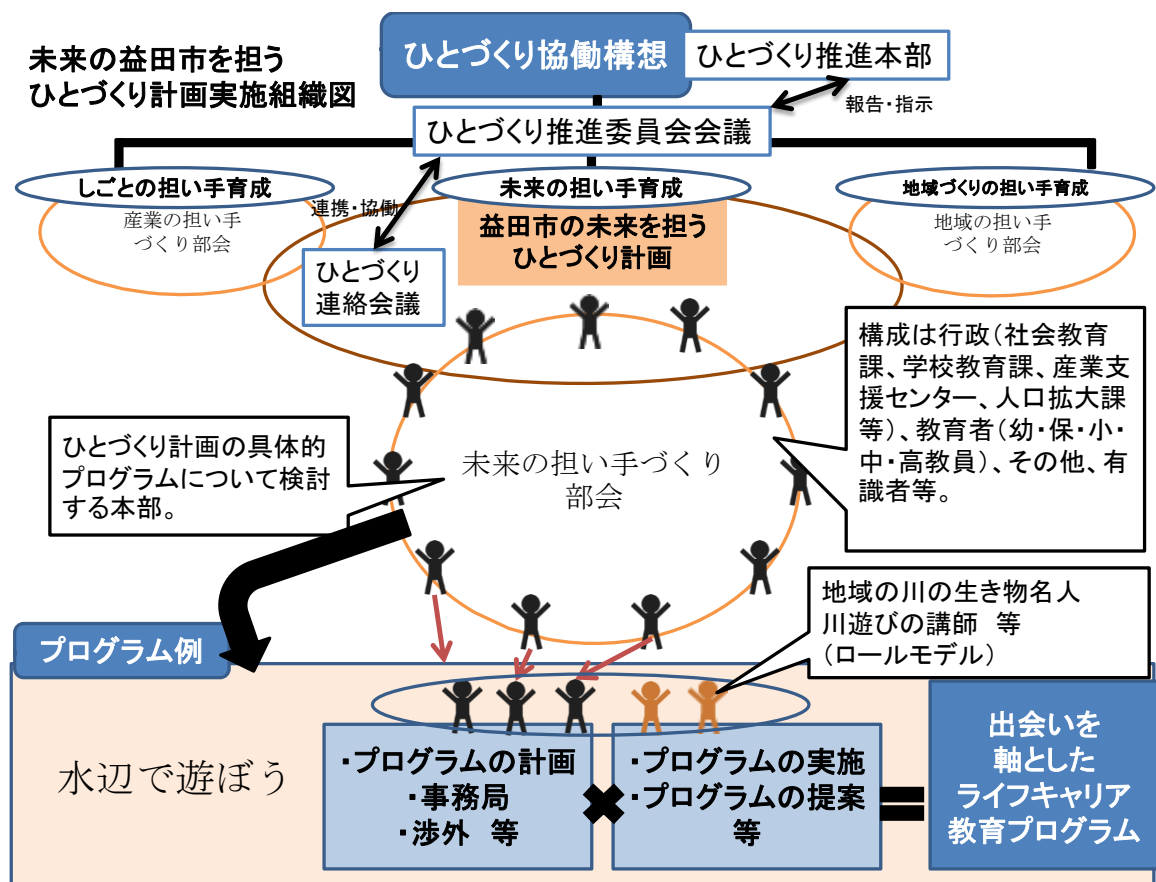 未来の益田市を担う
ひとづくり計画実施組織図
ひとづくり協働構想
ひとづくり推進本部
報告・指示
ひとづくり推進委員会会議
しごとの担い手育成
産業の担い手
づくり部会
連携・協働
未来の担い手育成
益田市の未来を担う
ひとづくり計画
地域づくりの担い手育成
地域の担い手
づくり部会
ひとづくり
連絡会議
構成は行政（社会教育
課、学校教育課、産業支
援センター、人口拡大課
等）、教育者（幼・保・小・
中・高教員）、その他、有
識者等。
ひとづくり計画の具体的
プログラムについて検討
する本部。
未来の担い手づくり
部会
地域の川の生き物名人
川遊びの講師　等
（ロールモデル）
プログラム例
水辺で遊ぼう
・プログラムの計画
・事務局
・渉外　等
・プログラムの実施
・プログラムの提案
等
出会いを
軸とした
ライフキャリア
教育プログラム